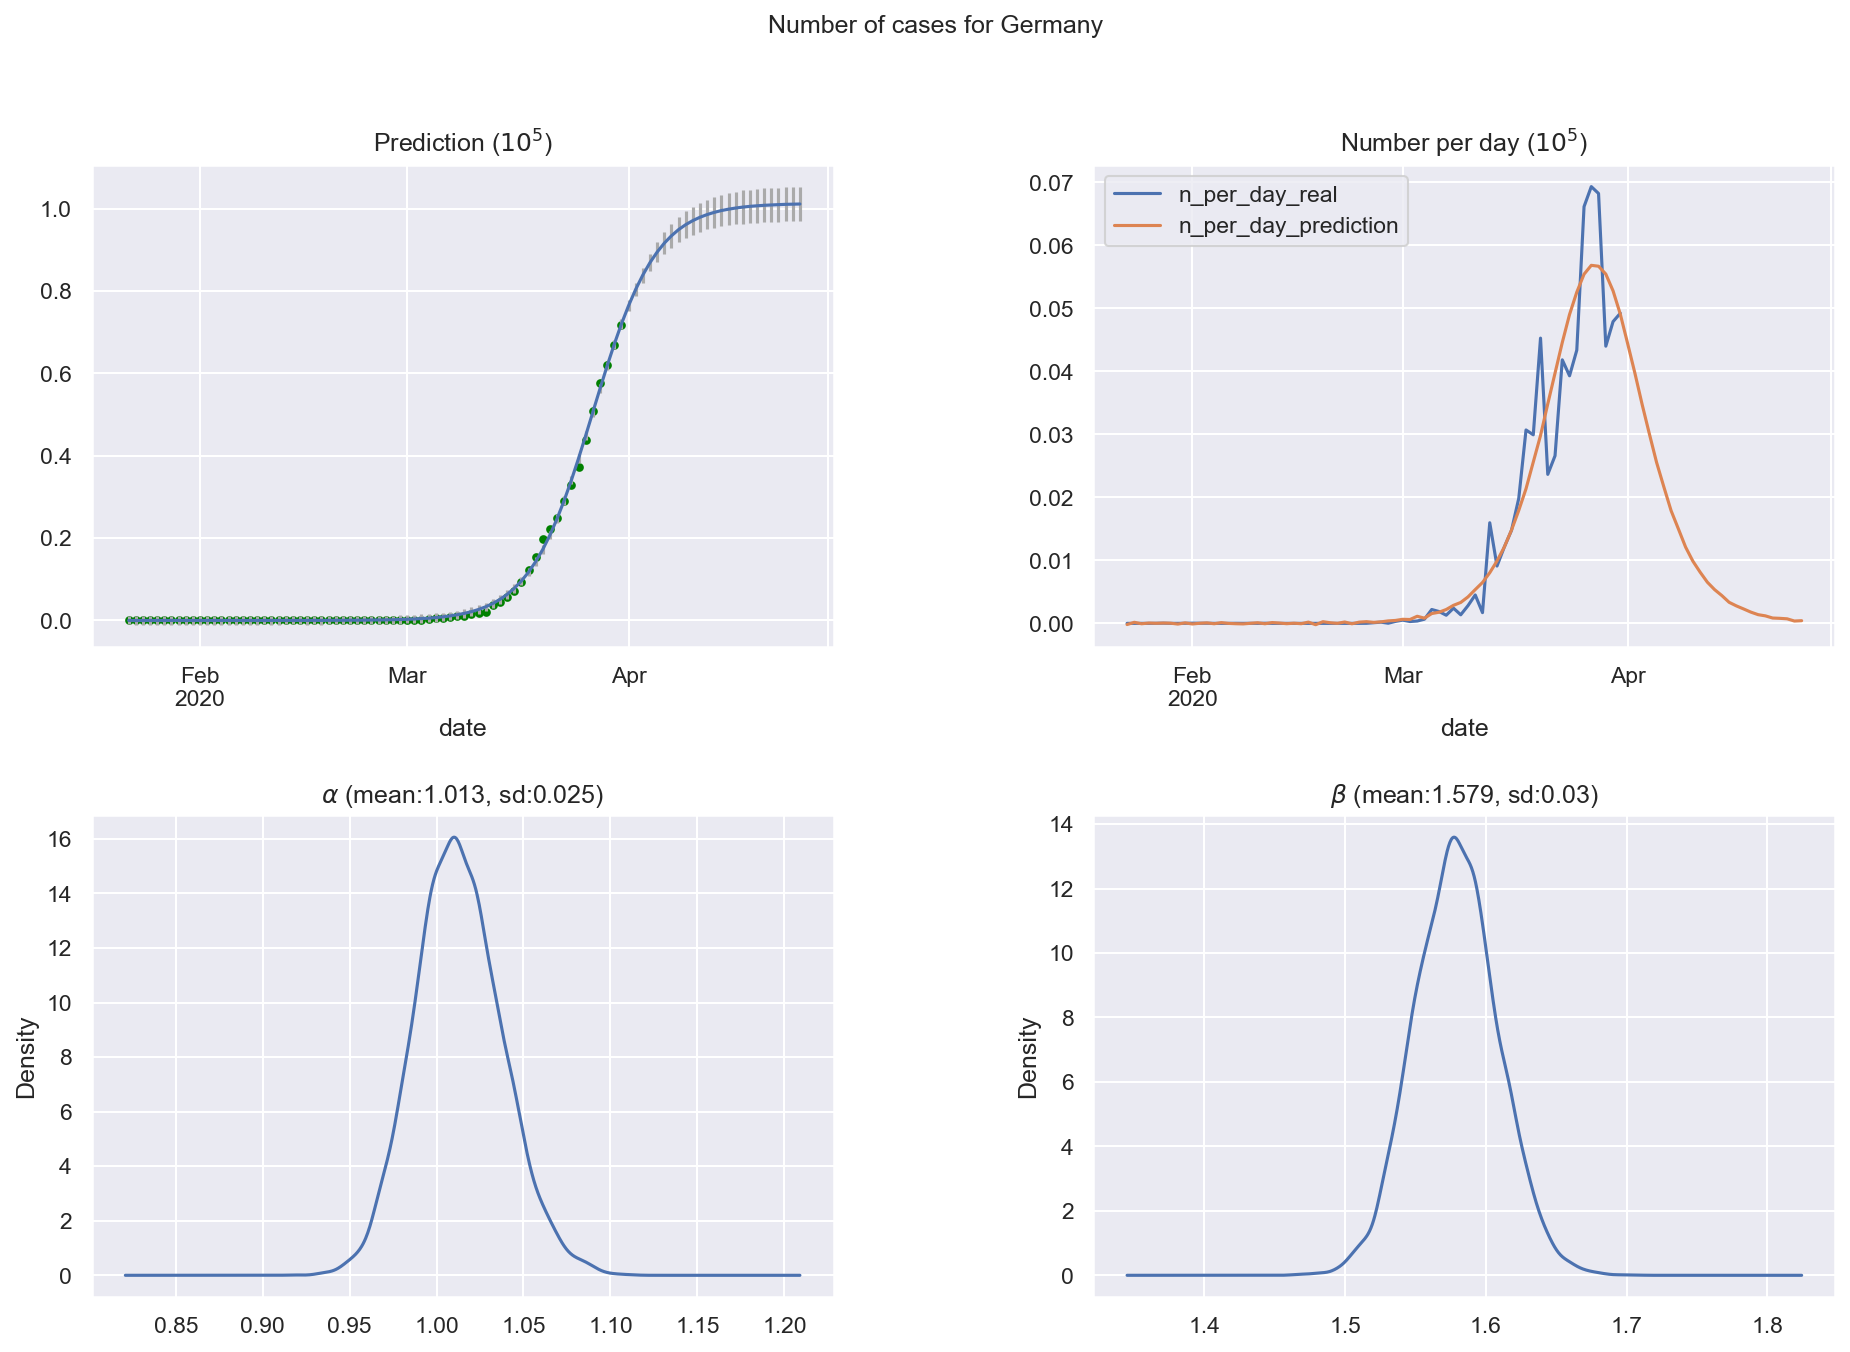 Number of cases for Germany
Prediction (10⁵)
1.0
0.8
0.6
0.4
0.2
0.0
Feb
2020
Mar
Apr
date
Number per day (10⁵)
n_per_day_real
n_per_day_prediction
0.07
0.06
0.05
0.04
0.03
0.02
0.01
0.00
Feb
2020
Mar
Apr
date
α (mean:1.013, sd:0.025)
Density
16
14
12
10
8
6
4
2
0
0.85 0.90 0.95 1.00 1.05 1.10 1.15 1.20
β (mean:1.579, sd:0.03)
Density
14
12
10
8
6
4
2
0
1.4 1.5 1.6 1.7 1.8